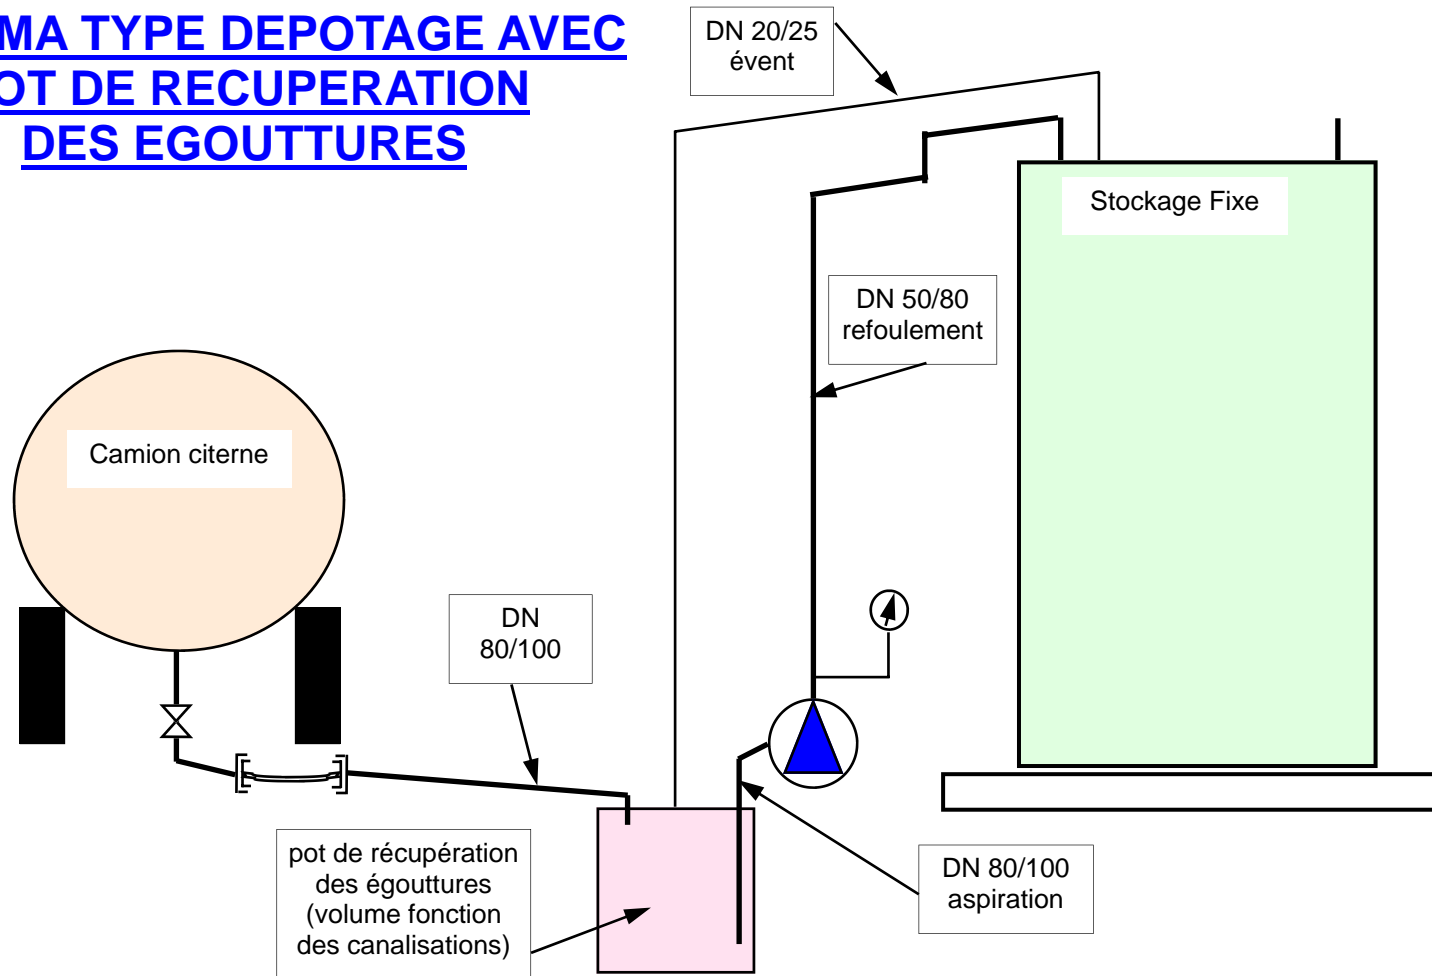 MA TYPE DEPOTAGE AVEC
OT DE RECUPERATION
DES EGOUTTURES
DN 20/25
évent
Stockage Fixe
DN 50/80
refoulement
Camion citerne
DN
80/100
pot de récupération
des égouttures
(volume fonction
des canalisations)
DN 80/100
aspiration